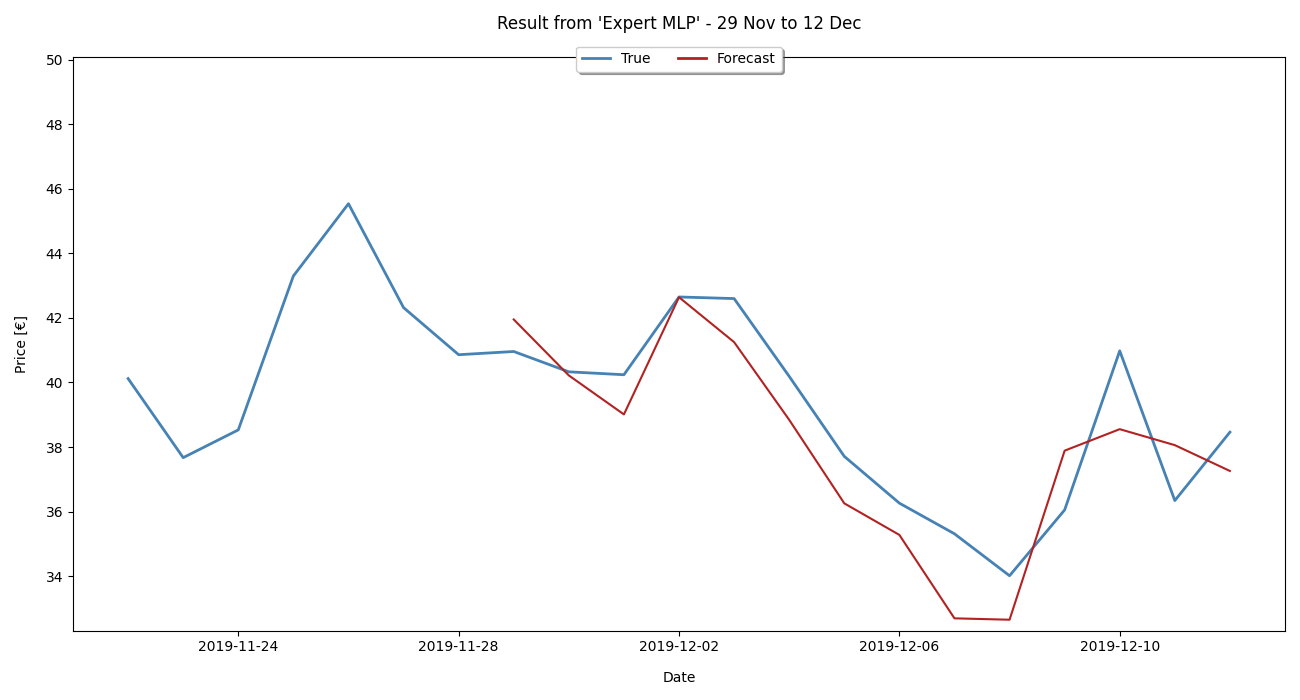 Result from 'Expert MLP' - 29 Nov to 12 Dec
True Forecast
50
48
46
44
42
40
38
36
34
Price [€]
2019-11-24 2019-11-28 2019-12-02 2019-12-06 2019-12-10
Date